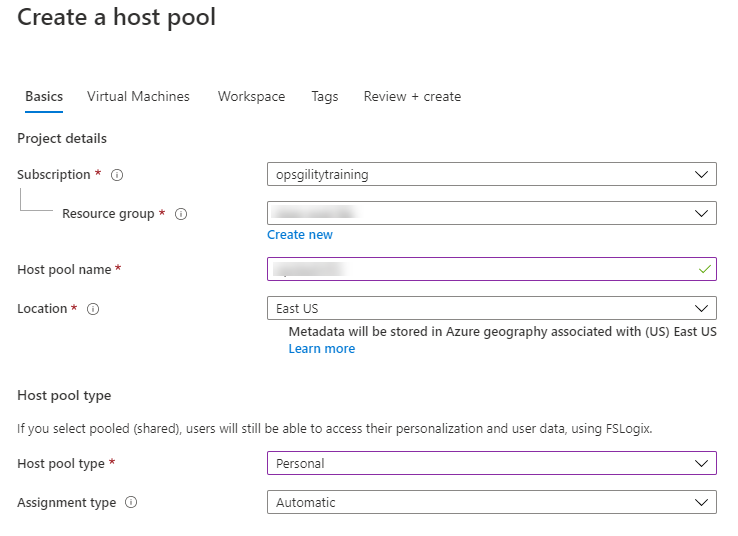 Create a host pool
Basics Virtual Machines Workspace Tags Review + create
Project details
Subscription * opsgilitytraining
Resource group *
Create new
Host pool name *
Location * East US
Metadata will be stored in Azure geography associated with (US) East US
Learn more
Host pool type
If you select pooled (shared), users will still be able to access their personalization and user data, using FSLogix.
Host pool type * Personal
Assignment type Automatic